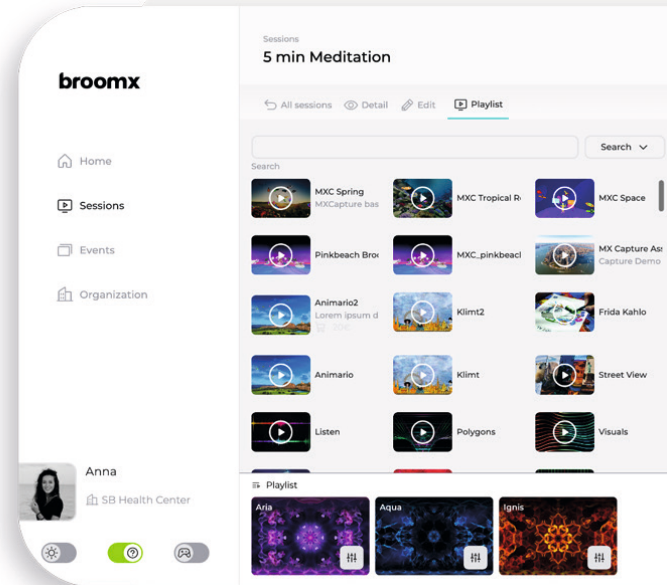 broomx
Home
Sessions
Events
Organization
Anna
SB Health Center
Sessions
5 min Meditation
All sessions Detail Edit Playlist
Search
Search
MXC Spring
MXCapture bas
MXC Tropical R
MXC Space
Pinkbeach Bro
MXC_pinkbeacl
MX Capture As
Capture Demo
Animario2
Lorem ipsum d
Klimt2
Frida Kahlo
Animario
Klimt
Street View
Listen
Polygons
Visuals
Playlist
Aria
Aqua
Ignis